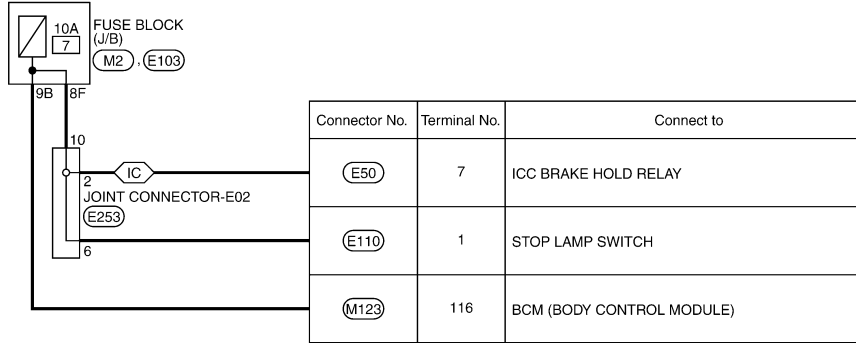 10A
7
FUSE BLOCK
(J/B)
M2 , E103
9B 8F
10
2
IC
JOINT CONNECTOR-E02
E253
6
Connector No. Terminal No. Connect to
E50 7 ICC BRAKE HOLD RELAY
E110 1 STOP LAMP SWITCH
M123 116 BCM (BODY CONTROL MODULE)